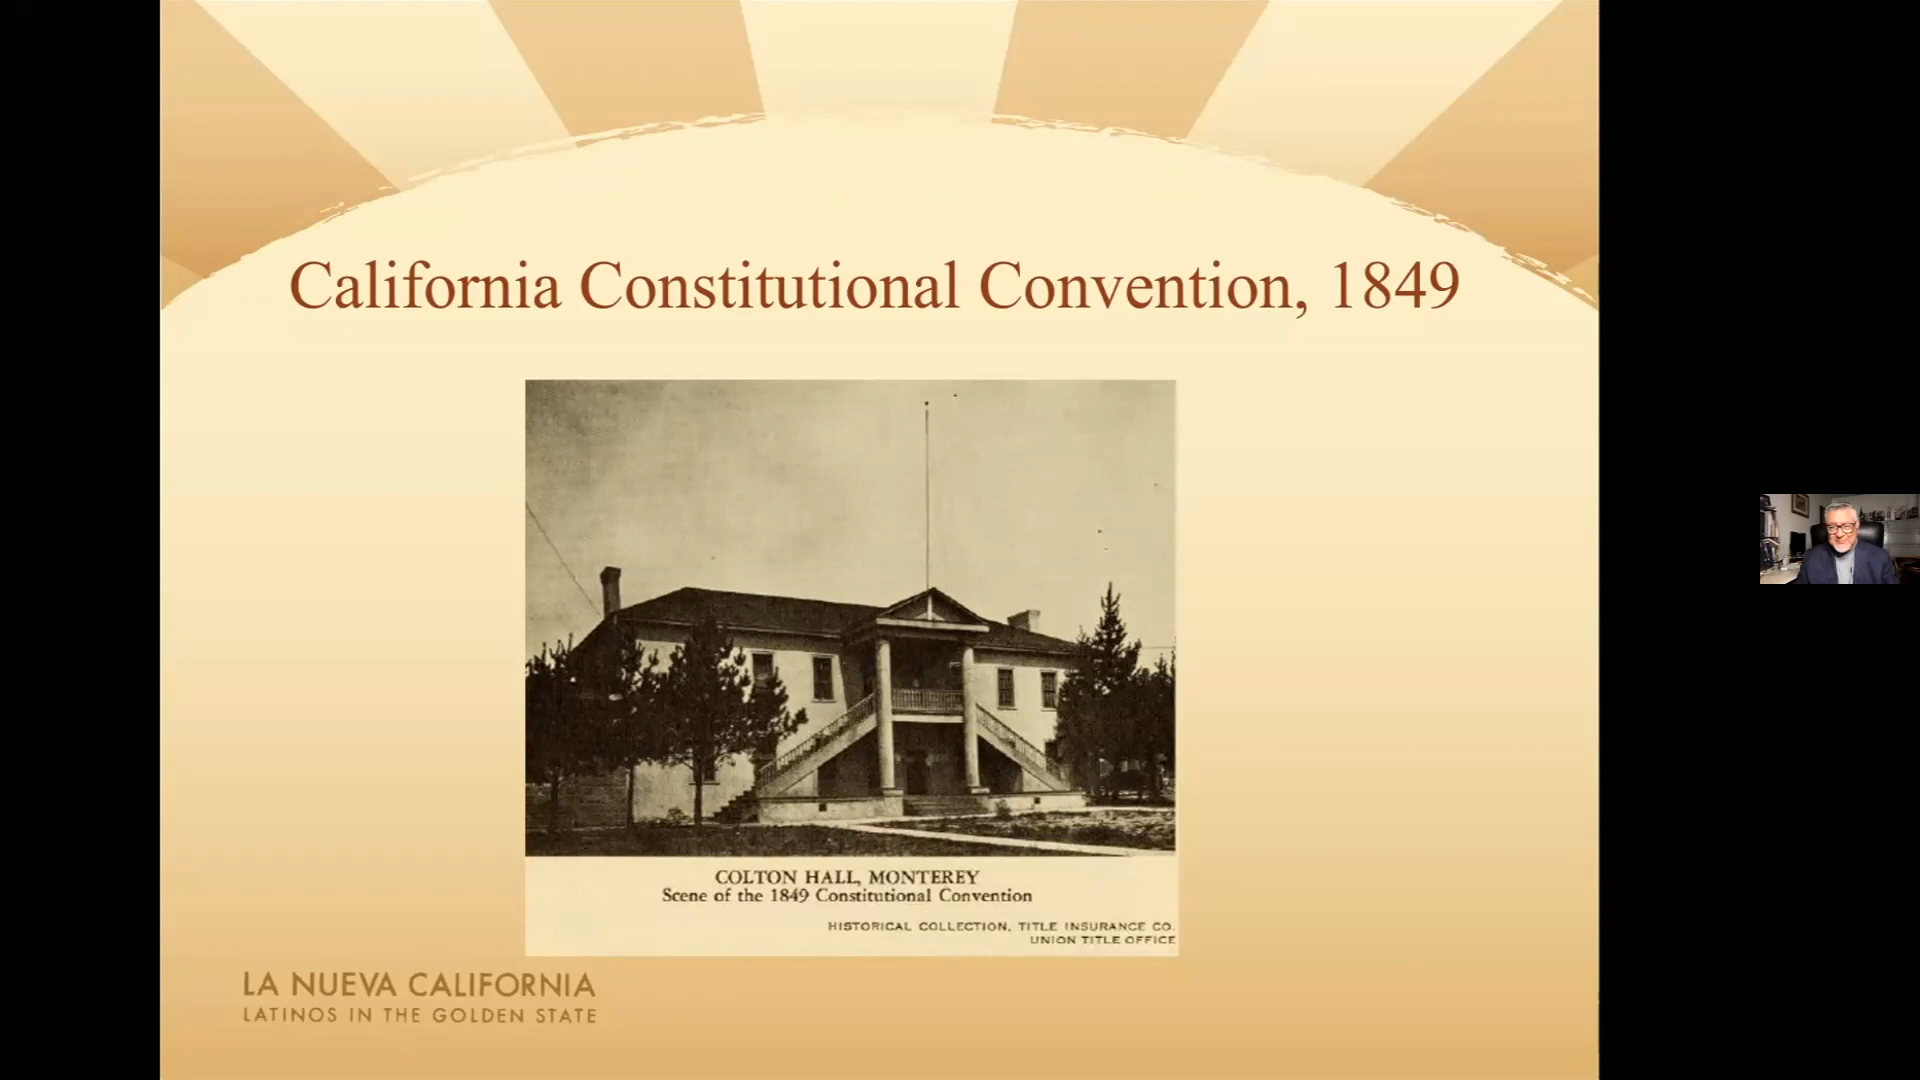 California Constitutional Convention, 1849
COLTON HALL, MONTEREY
Scene of the 1849 Constitutional Convention
HISTORICAL COLLECTION, TITLE INSURANCE CO.
UNION TITLE OFFICE
LA NUEVA CALIFORNIA
LATINOS IN THE GOLDEN STATE